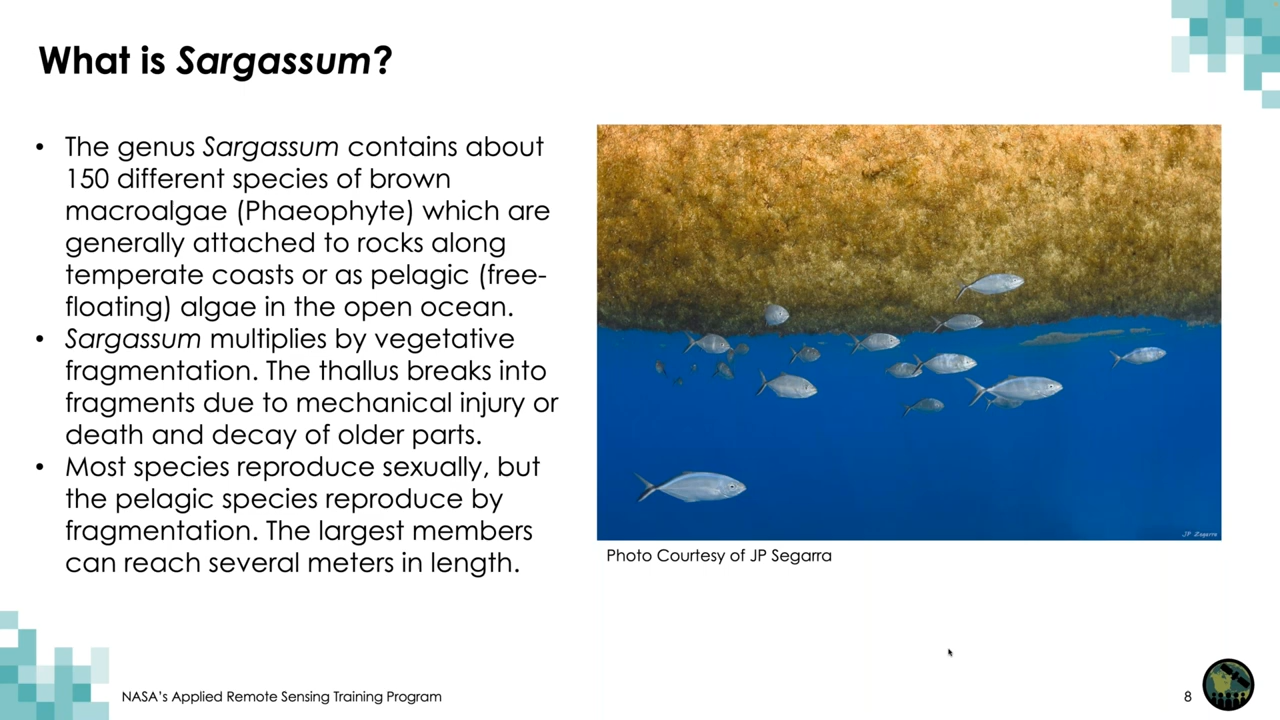 What is Sargassum?
• The genus Sargassum contains about
150 different species of brown
macroalgae (Phaeophyte) which are
generally attached to rocks along
temperate coasts or as pelagic (free-
floating) algae in the open ocean.
• Sargassum multiplies by vegetative
fragmentation. The thallus breaks into
fragments due to mechanical injury or
death and decay of older parts.
• Most species reproduce sexually, but
the pelagic species reproduce by
fragmentation. The largest members
can reach several meters in length.
JP Zegarra
Photo Courtesy of JP Segarra
NASA's Applied Remote Sensing Training Program
8